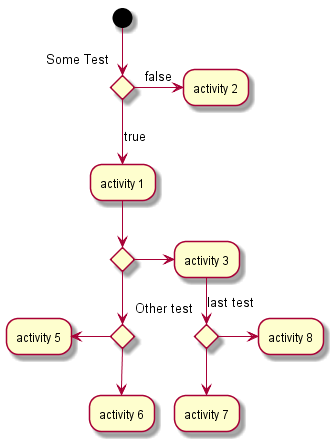 Some Test
false
activity 2
true
activity 1
activity 3
Other test
last test
activity 5
activity 8
activity 6
activity 7